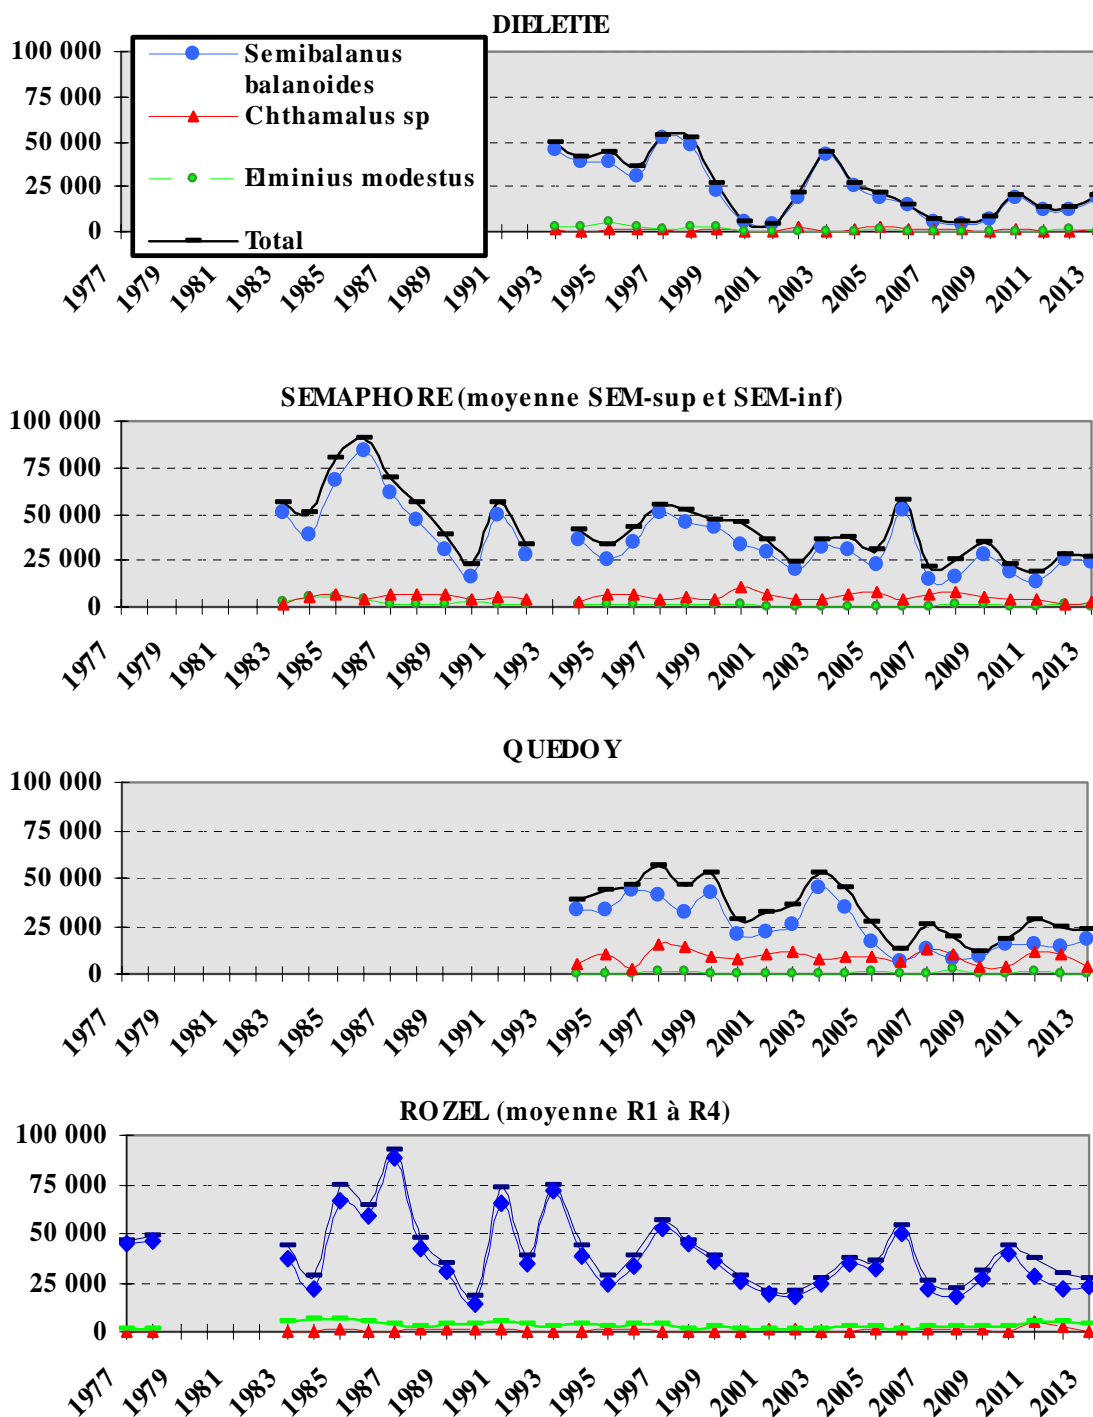 DIELETTE
100 000
75 000
50 000
25 000
0
Semibalanus
balanoides
Chthamalus sp
Elminius modestus
Total
1977 1979 1981 1983 1985 1987 1989 1991 1993 1995 1997 1999 2001 2003 2005 2007 2009 2011 2013
SEMAPHORE (moyenne SEM-sup et SEM-inf)
100 000
75 000
50 000
25 000
0
1977 1979 1981 1983 1985 1987 1989 1991 1993 1995 1997 1999 2001 2003 2005 2007 2009 2011 2013
QUEDOY
100 000
75 000
50 000
25 000
0
1977 1979 1981 1983 1985 1987 1989 1991 1993 1995 1997 1999 2001 2003 2005 2007 2009 2011 2013
ROZEL (moyenne R1 à R4)
100 000
75 000
50 000
25 000
0
1977 1979 1981 1983 1985 1987 1989 1991 1993 1995 1997 1999 2001 2003 2005 2007 2009 2011 2013